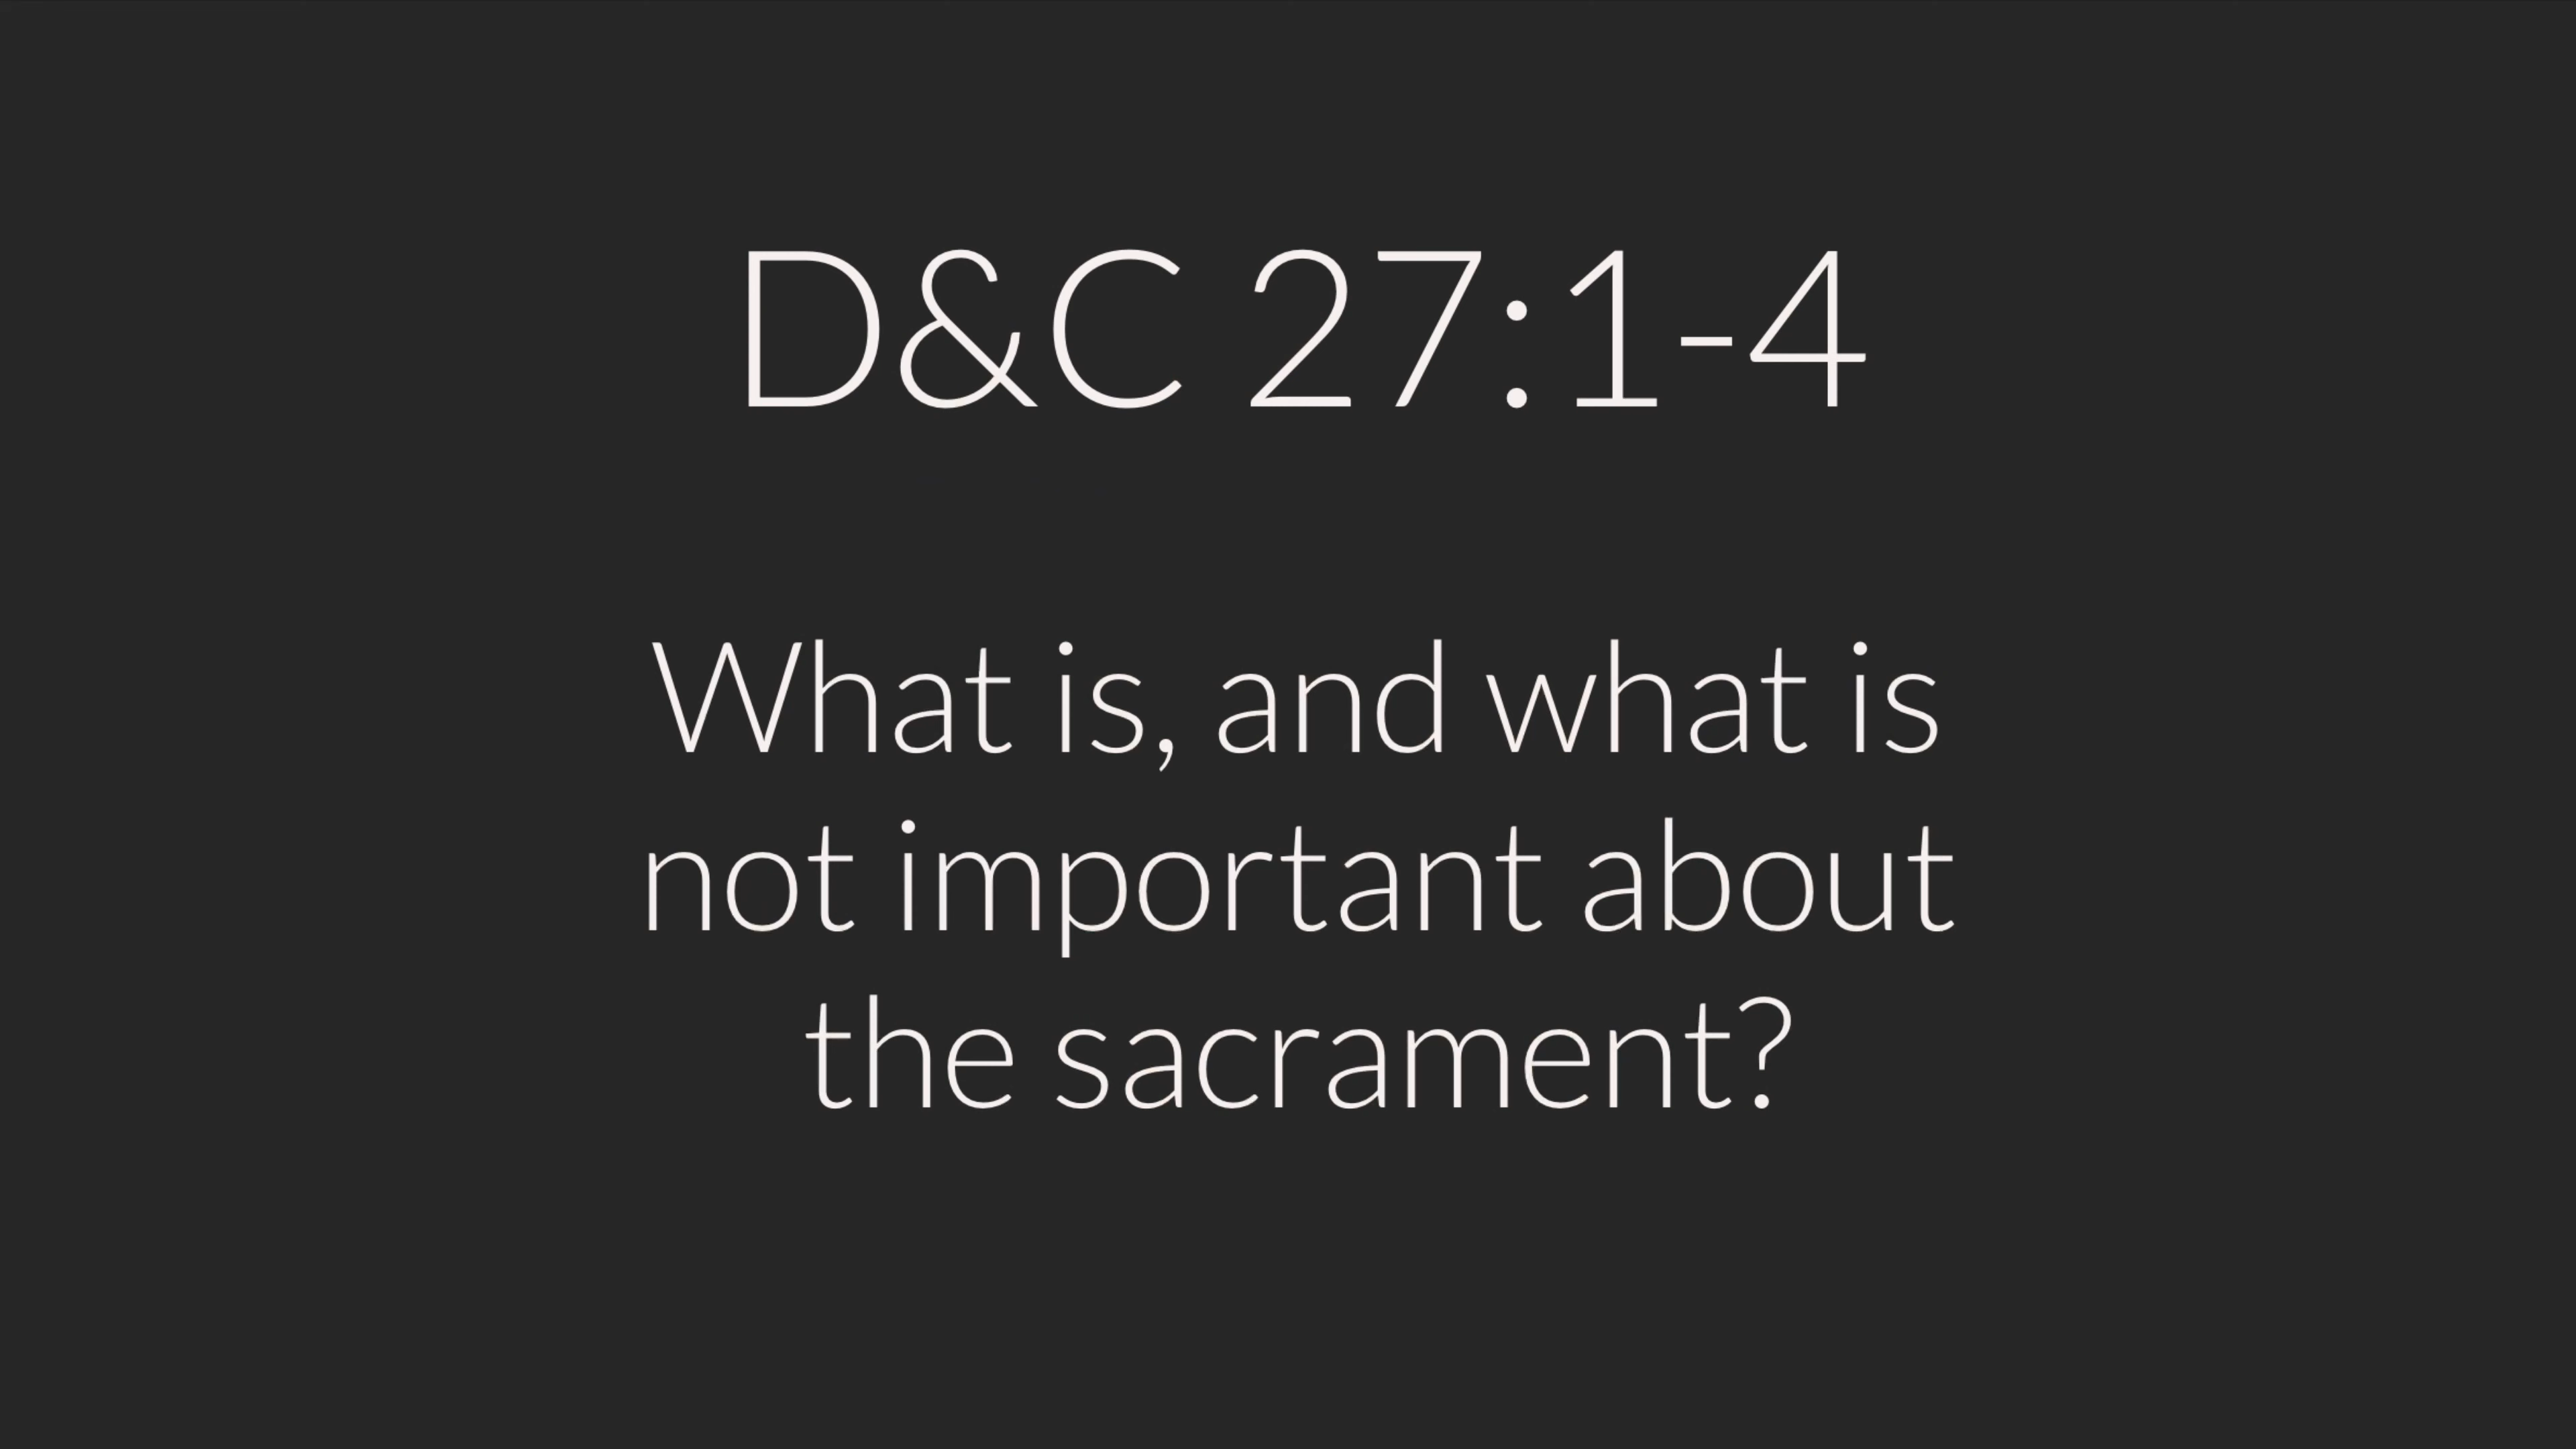 D&C 27:1-4
What is, and what is
not important about
the sacrament?